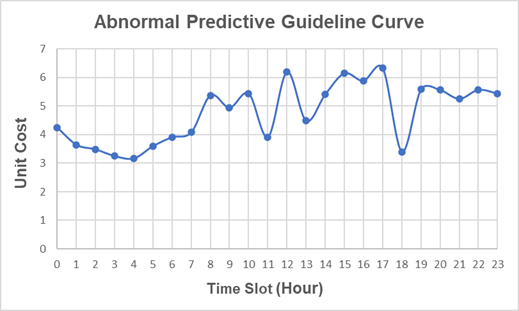 Abnormal Predictive Guideline Curve
7
6
5
4
3
2
1
0
Unit Cost
0 1 2 3 4 5 6 7 8 9 10 11 12 13 14 15 16 17 18 19 20 21 22 23
Time Slot (Hour)